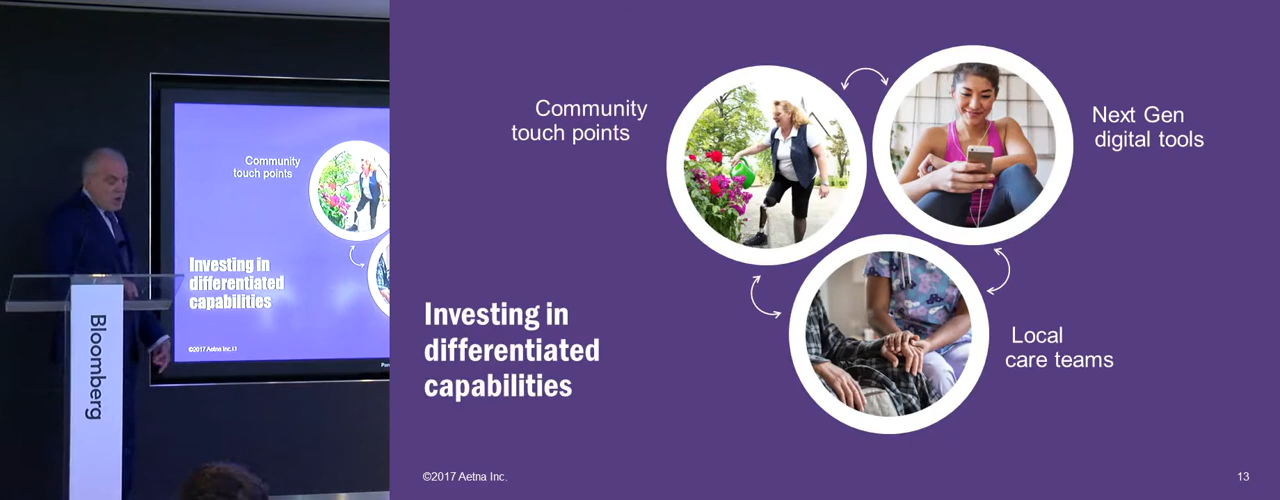 Community
touch points
Investing in
differentiated
capabilities
©2017 Aetna Inc.
Bloomberg
Community
touch points
Next Gen
digital tools
Local
care teams
Investing in
differentiated
capabilities
©2017 Aetna Inc.
13